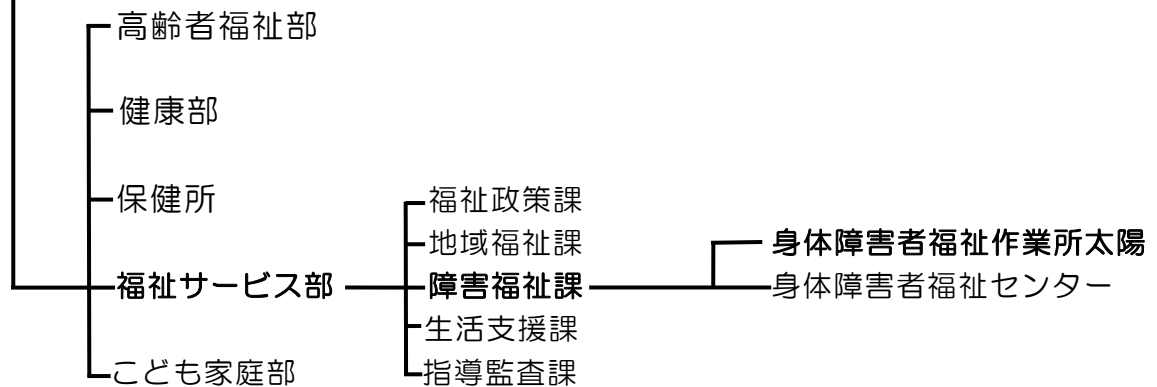 高齢者福祉部
健康部
保健所
福祉政策課
地域福祉課
身体障害者福祉作業所太陽
福祉サービス部
障害福祉課
身体障害者福祉センター
生活支援課
こども家庭部
指導監査課